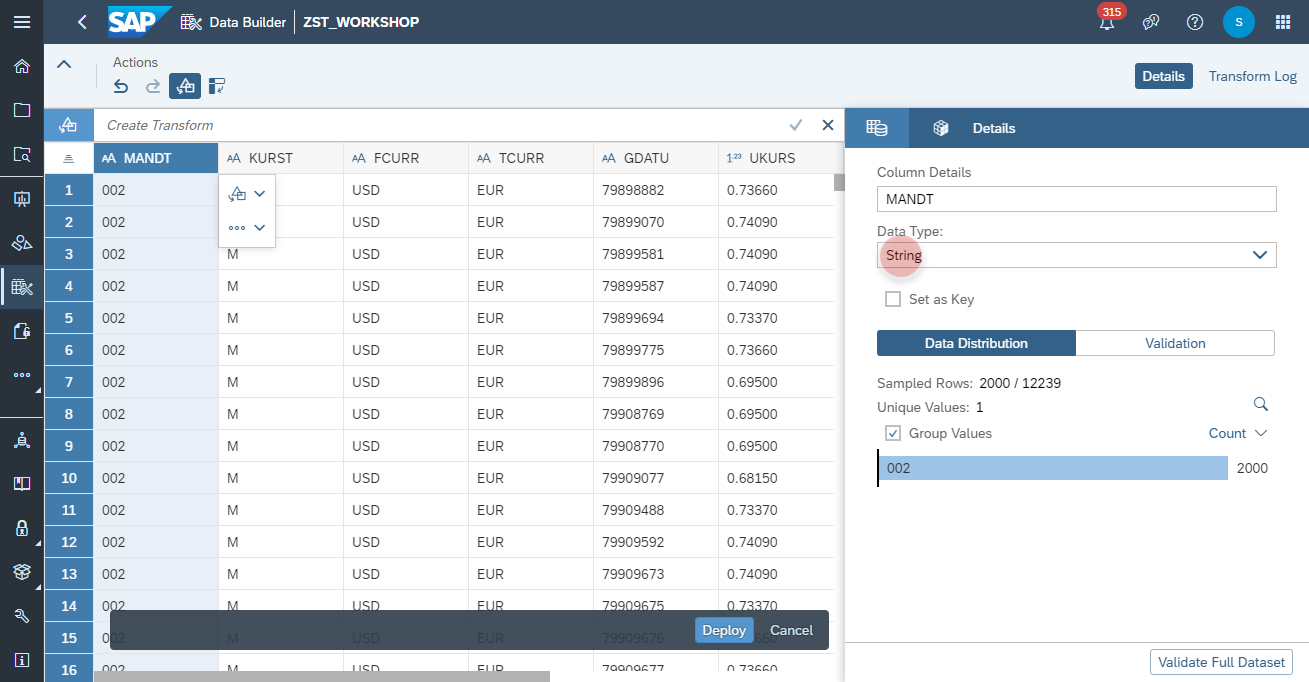 SAP Data Builder ZST_WORKSHOP 315 S
Actions
Details Transform Log
Create Transform
Details
AA MANDT AA KURST AA FCURR AA TCURR AA GDATU 1²³ UKURS
1 002 USD EUR 79898882 0.73660
2 002 USD EUR 79899070 0.74090
3 002 M USD EUR 79899581 0.74090
4 002 M USD EUR 79899587 0.74090
5 002 M USD EUR 79899694 0.73370
6 002 M USD EUR 79899775 0.73660
7 002 M USD EUR 79899896 0.69500
8 002 M USD EUR 79908769 0.69500
9 002 M USD EUR 79908770 0.69500
10 002 M USD EUR 79909077 0.68150
11 002 M USD EUR 79909488 0.73370
12 002 M USD EUR 79909592 0.74090
13 002 M USD EUR 79909673 0.74090
14 002 M USD EUR 79909675 0.73370
15 002 M USD EUR 79909676
16 002 M USD EUR 79909677 0.73660
Deploy Cancel
Column Details
MANDT
Data Type:
String
Set as Key
Data Distribution Validation
Sampled Rows: 2000 / 12239
Unique Values: 1
Group Values Count
002 2000
Validate Full Dataset